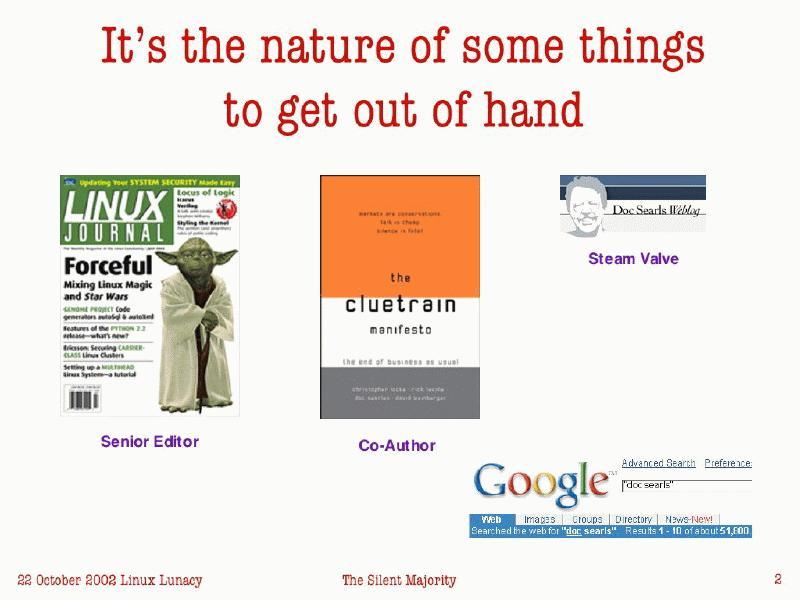 It's the nature of some things
to get out of hand
Updating Your SYSTEM SECURITY Made Easy
LINUX
JOURNAL
Locus of Logic
Icarus
Verilog
Styling the Kernel
Forceful
Mixing Linux Magic
and Star Wars
GENOME PROJECT Code
generators autoSql & autoXml
Features of the PYTHON 2.2
release—what's new?
Ericsson: Securing CARRIER-
CLASS Linux Clusters
Setting up a MULTIHEAD
Linux System—a tutorial
Senior Editor
markets are conversations
talk is cheap
silence is fatal
the
cluetrain
manifesto
the end of business as usual
christopher locke · rick levine
doc searls · david weinberger
Co-Author
Doc Searls Weblog
Steam Valve
Google™
Advanced Search Preference
"doc searls"
Web Images Groups Directory News-New!
Searched the web for "doc searls" Results 1 - 10 of about 51,800.
22 October 2002 Linux Lunacy
The Silent Majority
2